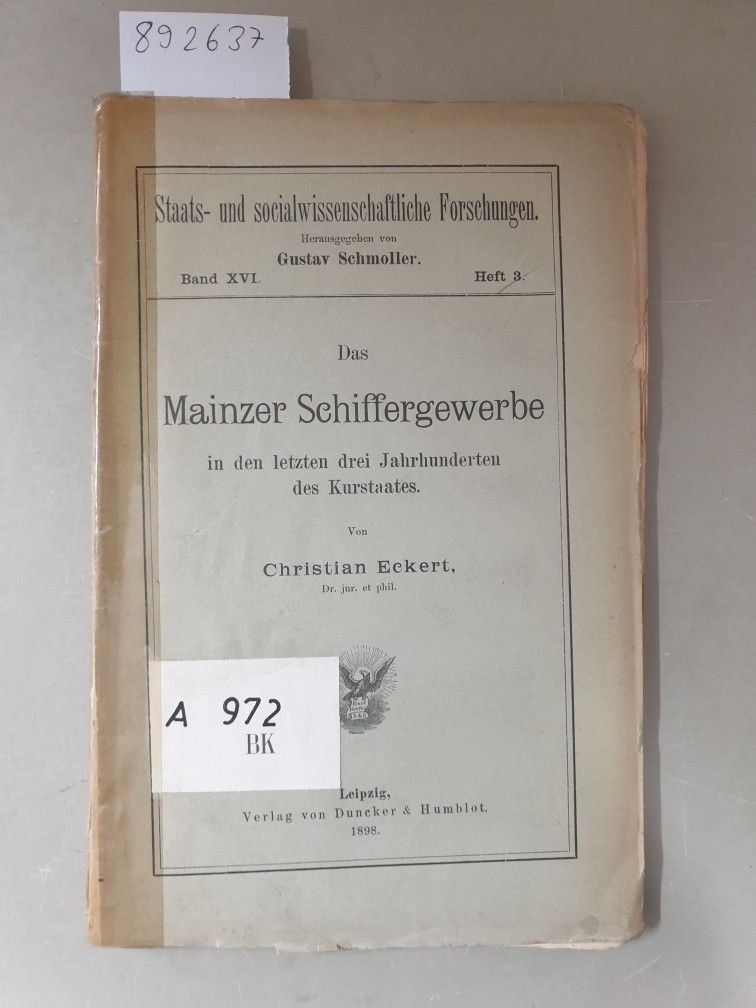 892637
Staats- und socialwissenschaftliche Forschungen.
Herausgegeben von
Gustav Schmoller.
Band XVI. Heft 3.
Das
Mainzer Schiffergewerbe
in den letzten drei Jahrhunderten
des Kurstaates.
Von
Christian Eckert,
Dr. jur. et phil.
A 972
BK
Leipzig,
Verlag von Duncker & Humblot.
1898.